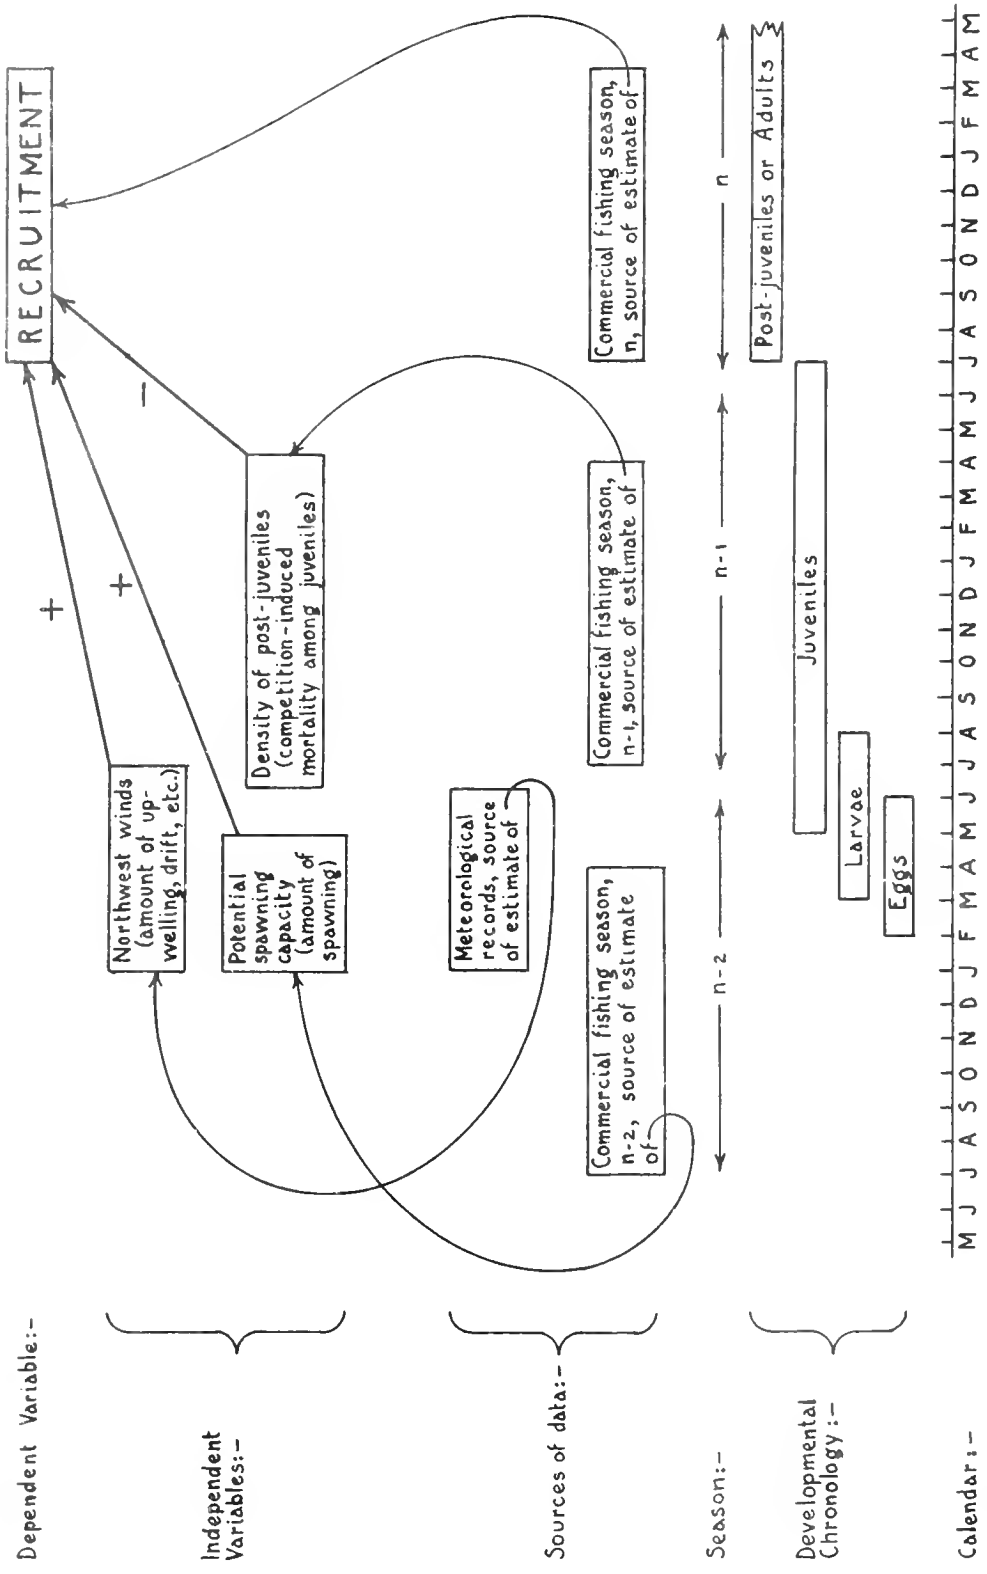 Dependent Variable:-
RECRUITMENT
Independent
Variables:-
Northwest winds
(amount of up-
welling, drift, etc.)
+
Potential
spawning
capacity
(amount of
spawning)
+
Density of post-juveniles
(competition-induced
mortality among juveniles)
-
Sources of data:-
Meteorological
records, source
of estimate of
Commercial fishing season,
n-2, source of estimate
of
Commercial fishing season,
n-1, source of estimate of
Commercial fishing season,
n, source of estimate of
Season:-
n-2
n-1
n
Developmental
Chronology:-
Post-juveniles or Adults
Juveniles
Larvae
Eggs
Calendar:-
M J J A S O N D J F M A M J J A S O N D J F M A M J J A S O N D J F M A M